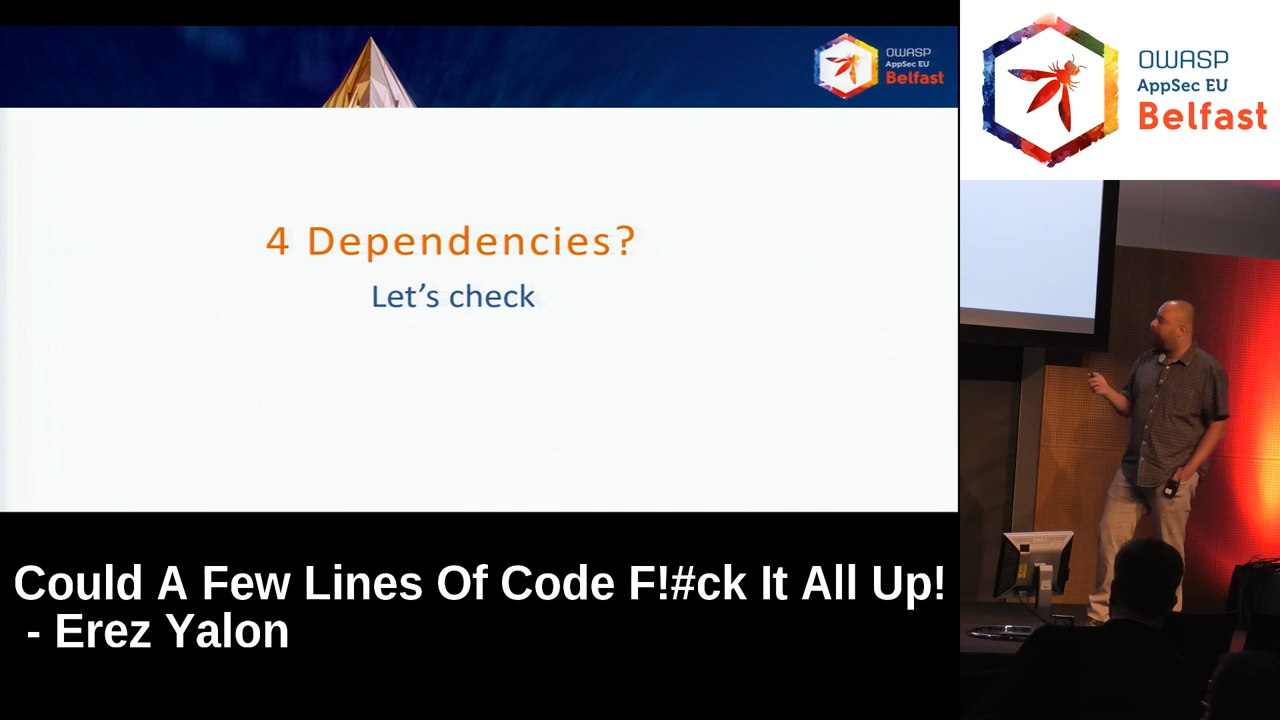 OWASP
AppSec EU
Belfast
4 Dependencies?
Let's check
OWASP
AppSec EU
Belfast
Could A Few Lines Of Code F!#ck It All Up!
- Erez Yalon